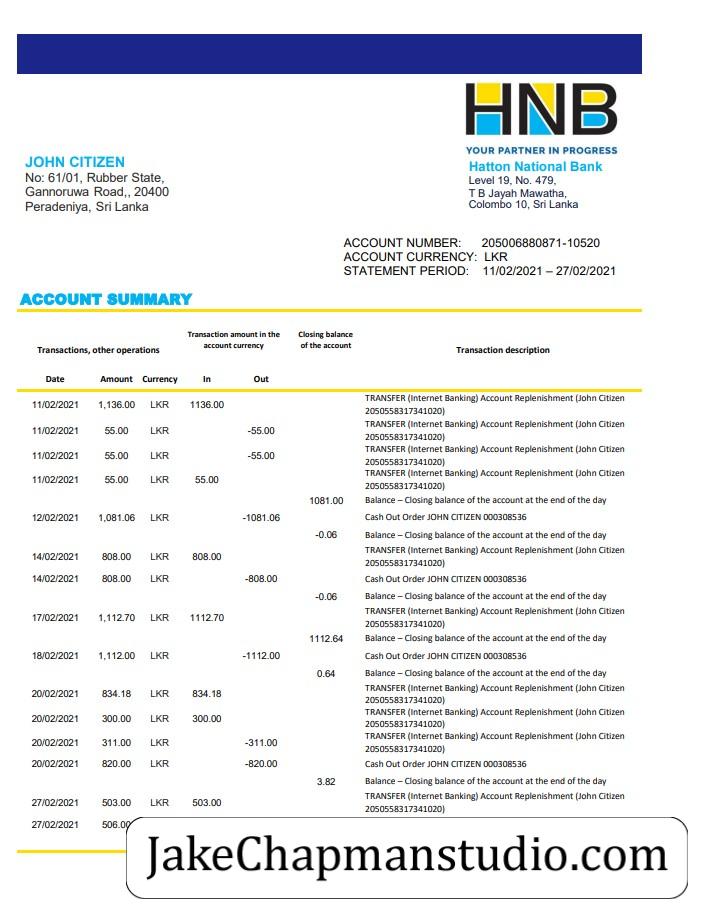 HNB
YOUR PARTNER IN PROGRESS
JOHN CITIZEN
No: 61/01, Rubber State,
Gannoruwa Road,, 20400
Peradeniya, Sri Lanka
Hatton National Bank
Level 19, No. 479,
T B Jayah Mawatha,
Colombo 10, Sri Lanka
ACCOUNT NUMBER: 205006880871-10520
ACCOUNT CURRENCY: LKR
STATEMENT PERIOD: 11/02/2021 – 27/02/2021
ACCOUNT SUMMARY
Transactions, other operations Transaction amount in the account currency Closing balance of the account Transaction description
Date Amount Currency In Out
11/02/2021 1,136.00 LKR 1136.00 TRANSFER (Internet Banking) Account Replenishment (John Citizen
2050558317341020)
11/02/2021 55.00 LKR -55.00 TRANSFER (Internet Banking) Account Replenishment (John Citizen
2050558317341020)
11/02/2021 55.00 LKR -55.00 TRANSFER (Internet Banking) Account Replenishment (John Citizen
2050558317341020)
11/02/2021 55.00 LKR 55.00 TRANSFER (Internet Banking) Account Replenishment (John Citizen
2050558317341020)
1081.00 Balance – Closing balance of the account at the end of the day
12/02/2021 1,081.06 LKR -1081.06 Cash Out Order JOHN CITIZEN 000308536
-0.06 Balance – Closing balance of the account at the end of the day
14/02/2021 808.00 LKR 808.00 TRANSFER (Internet Banking) Account Replenishment (John Citizen
2050558317341020)
14/02/2021 808.00 LKR -808.00 Cash Out Order JOHN CITIZEN 000308536
-0.06 Balance – Closing balance of the account at the end of the day
17/02/2021 1,112.70 LKR 1112.70 TRANSFER (Internet Banking) Account Replenishment (John Citizen
2050558317341020)
1112.64 Balance – Closing balance of the account at the end of the day
18/02/2021 1,112.00 LKR -1112.00 Cash Out Order JOHN CITIZEN 000308536
0.64 Balance – Closing balance of the account at the end of the day
20/02/2021 834.18 LKR 834.18 TRANSFER (Internet Banking) Account Replenishment (John Citizen
2050558317341020)
20/02/2021 300.00 LKR 300.00 TRANSFER (Internet Banking) Account Replenishment (John Citizen
2050558317341020)
20/02/2021 311.00 LKR -311.00 TRANSFER (Internet Banking) Account Replenishment (John Citizen
2050558317341020)
20/02/2021 820.00 LKR -820.00 Cash Out Order JOHN CITIZEN 000308536
3.82 Balance – Closing balance of the account at the end of the day
27/02/2021 503.00 LKR 503.00 TRANSFER (Internet Banking) Account Replenishment (John Citizen
2050558317341020)
27/02/2021 506.00
JakeChapmanstudio.com